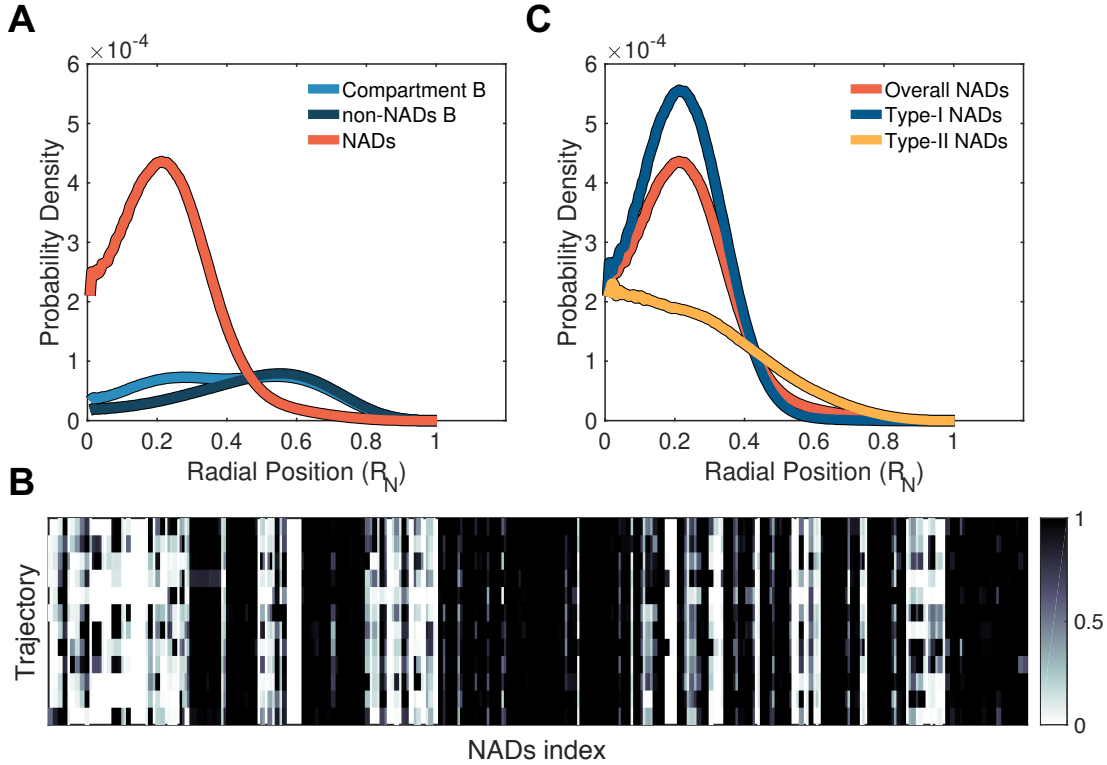 A
×10⁻⁴
6
5
4
3
2
1
0
Probability Density
Compartment B
non-NADs B
NADs
0 0.2 0.4 0.6 0.8 1
Radial Position (R_N)
C
×10⁻⁴
6
5
4
3
2
1
0
Probability Density
Overall NADs
Type-I NADs
Type-II NADs
0 0.2 0.4 0.6 0.8 1
Radial Position (R_N)
B
Trajectory
NADs index
1
0.5
0